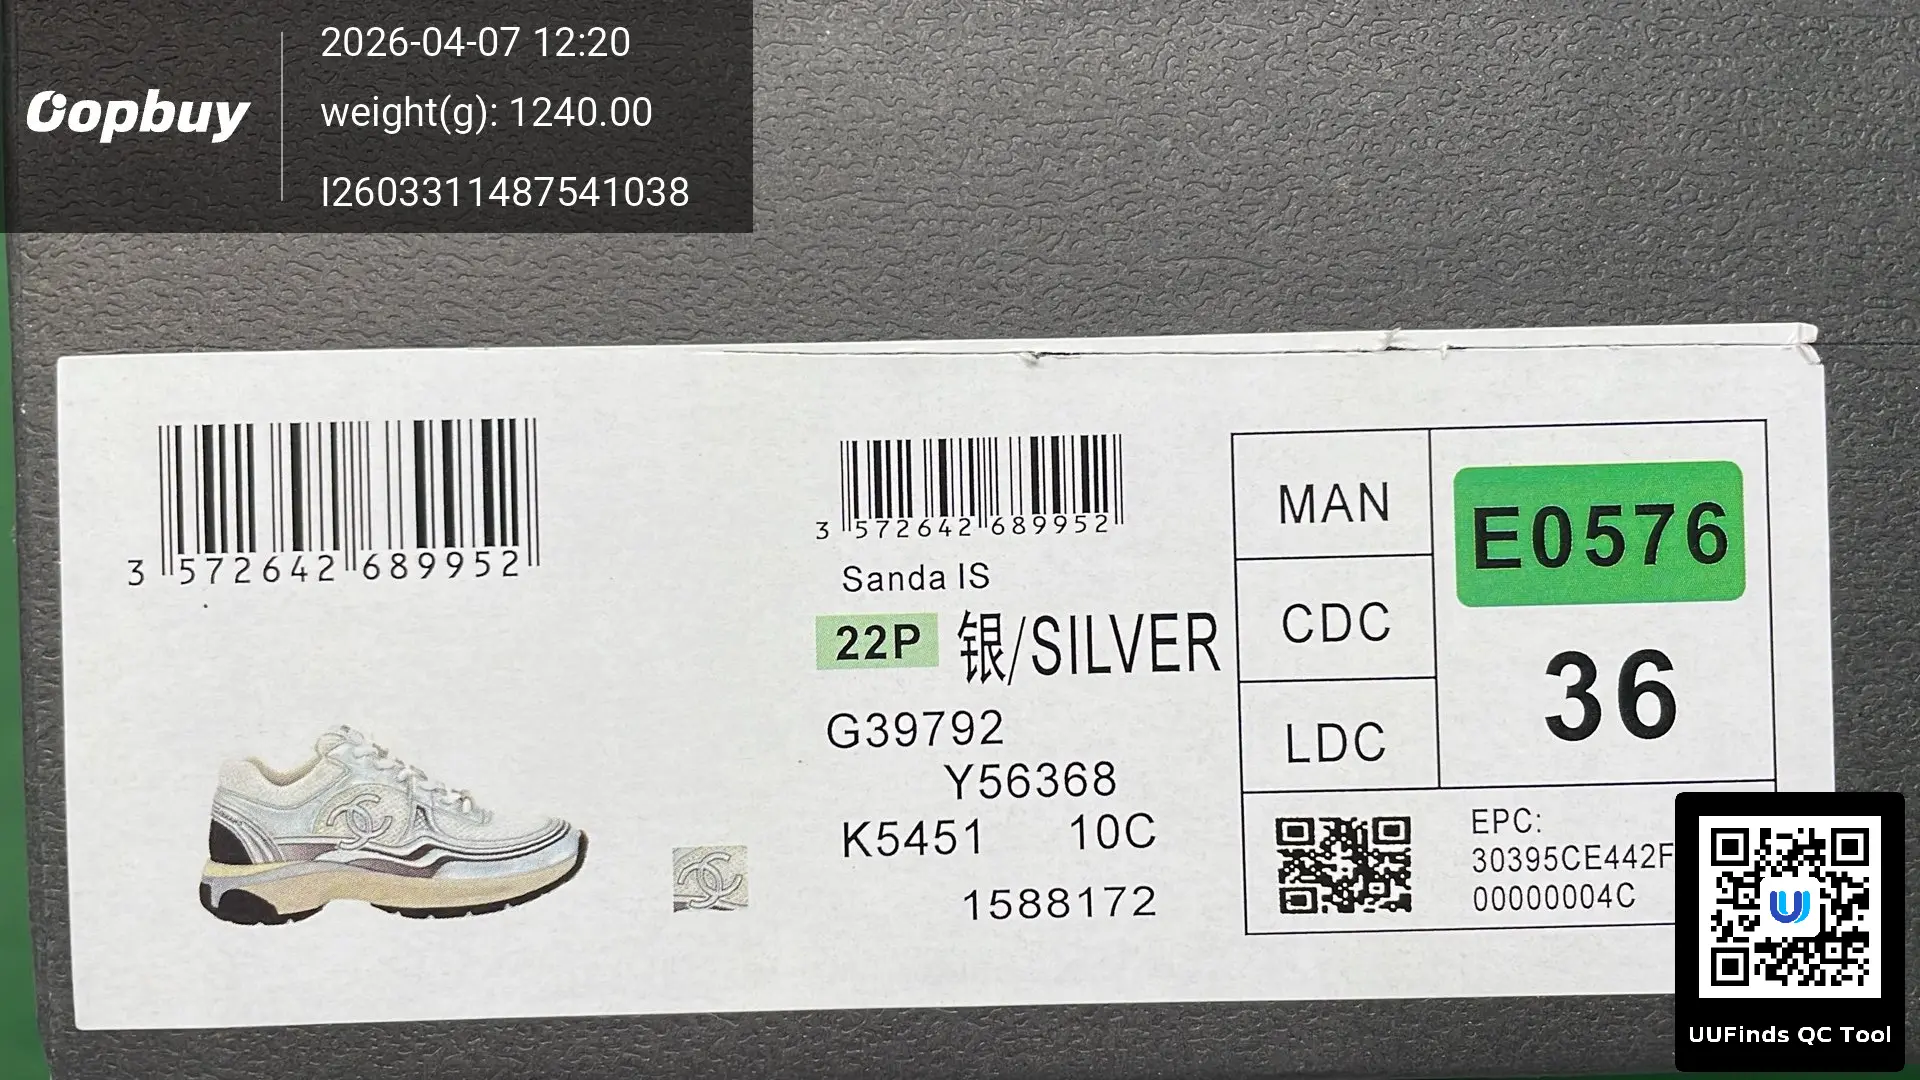 Oopbuy
2026-04-07 12:20
weight(g): 1240.00
I2603311487541038
3 572642 689952
3 572642 689952
Sanda IS
22P 银/SILVER
G39792
Y56368
K5451 10C
1588172
MAN
CDC
LDC
E0576
36
EPC:
30395CE442F
00000004C
UUFinds QC Tool